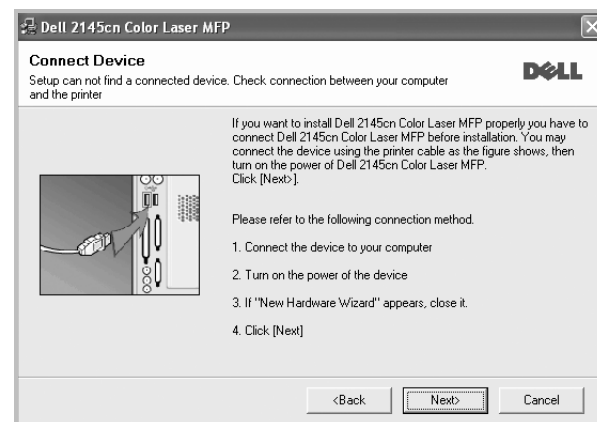 Dell 2145cn Color Laser MFP
Connect Device
Setup can not find a connected device. Check connection between your computer
and the printer
DELL
If you want to install Dell 2145cn Color Laser MFP properly you have to
connect Dell 2145cn Color Laser MFP before installation. You may
connect the device using the printer cable as the figure shows, then
turn on the power of Dell 2145cn Color Laser MFP.
Click [Next>].
Please refer to the following connection method.
1. Connect the device to your computer
2. Turn on the power of the device
3. If "New Hardware Wizard" appears, close it.
4. Click [Next]
<Back
Next>
Cancel